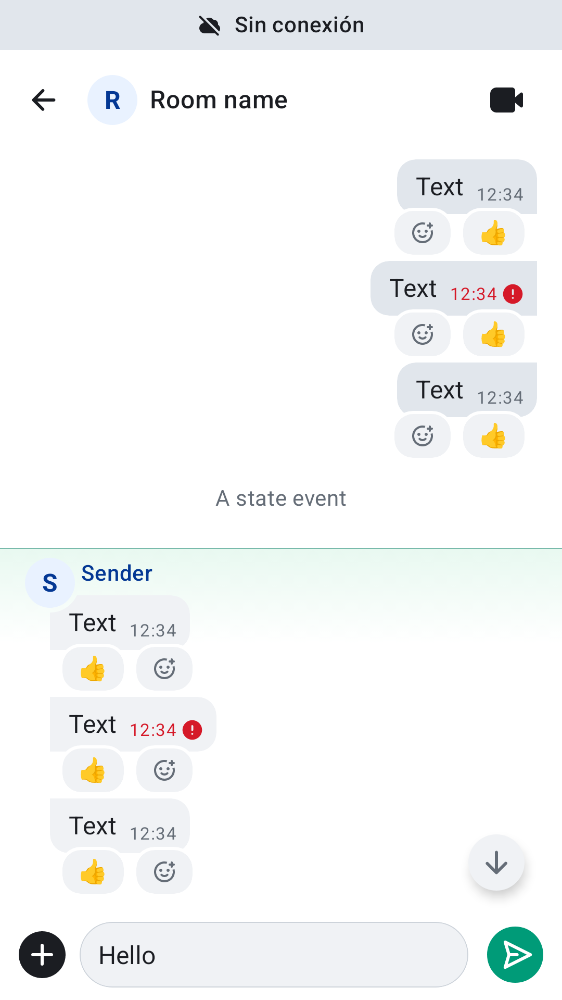 Sin conexión
R Room name
Text 12:34
Text 12:34
Text 12:34
A state event
S Sender
Text 12:34
Text 12:34
Text 12:34
Hello